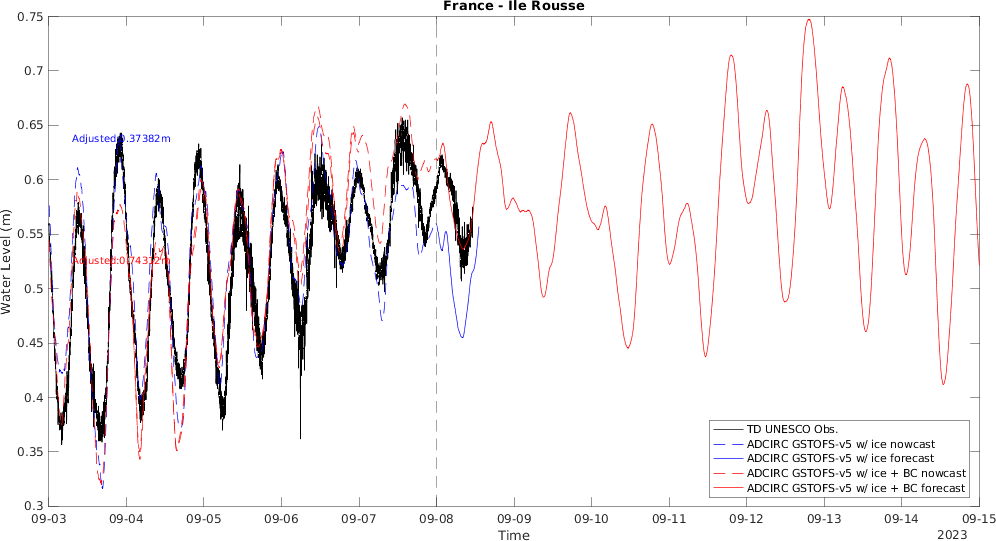 France - Ile Rousse
0.75
0.7
0.65
0.6
0.55
0.5
0.45
0.4
0.35
0.3
Water Level (m)
Adjusted:0.37382m
TD UNESCO Obs.
ADCIRC GSTOFS-v5 w/ ice nowcast
ADCIRC GSTOFS-v5 w/ ice forecast
ADCIRC GSTOFS-v5 w/ ice + BC nowcast
ADCIRC GSTOFS-v5 w/ ice + BC forecast
09-03 09-04 09-05 09-06 09-07 09-08 09-09 09-10 09-11 09-12 09-13 09-14 09-15
Time
2023